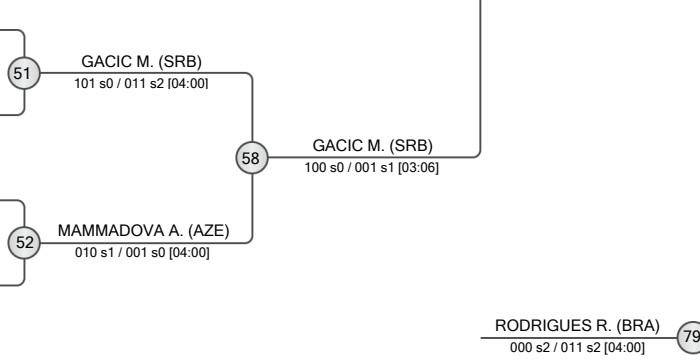 GACIC M. (SRB)
51
101 s0 / 011 s2 [04:00]
GACIC M. (SRB)
58
100 s0 / 001 s1 [03:06]
MAMMADOVA A. (AZE)
52
010 s1 / 001 s0 [04:00]
RODRIGUES R. (BRA)
79
000 s2 / 011 s2 [04:00]